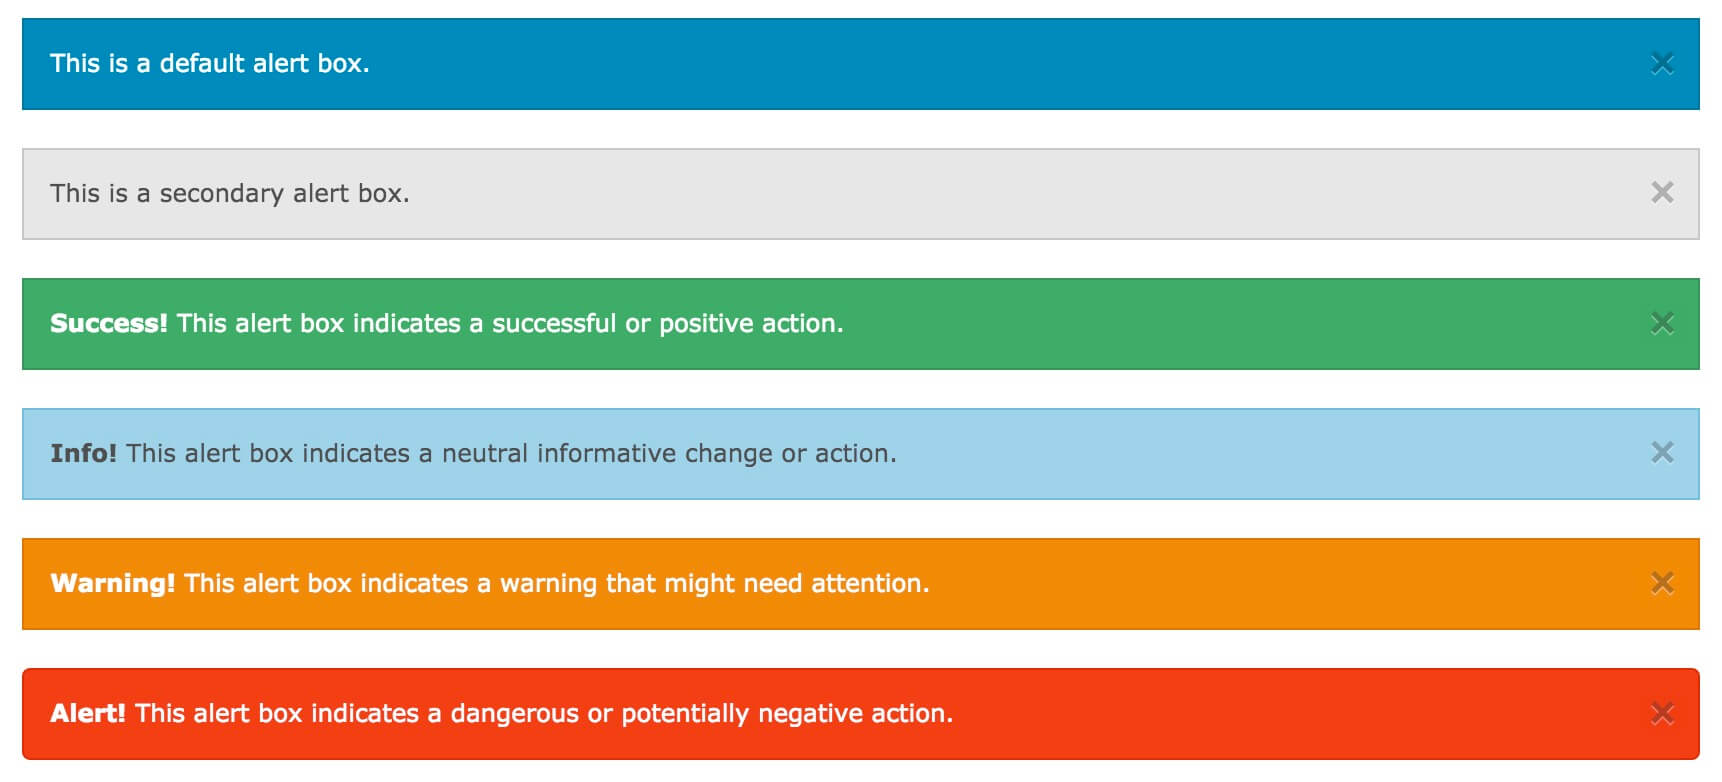 This is a default alert box. ×
This is a secondary alert box. ×
Success! This alert box indicates a successful or positive action. ×
Info! This alert box indicates a neutral informative change or action. ×
Warning! This alert box indicates a warning that might need attention. ×
Alert! This alert box indicates a dangerous or potentially negative action. ×